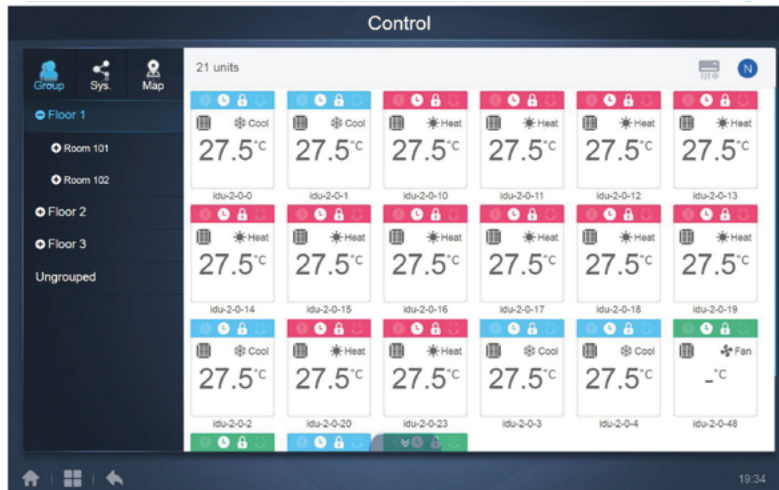 Control
Group Sys. Map
21 units
N
Floor 1
Room 101
Room 102
Floor 2
Floor 3
Ungrouped
Cool Cool Heat Heat Heat Heat
27.5°C 27.5°C 27.5°C 27.5°C 27.5°C 27.5°C
idu-2-0-0 idu-2-0-1 idu-2-0-10 idu-2-0-11 idu-2-0-12 idu-2-0-13
Heat Heat Heat Heat Heat Heat
27.5°C 27.5°C 27.5°C 27.5°C 27.5°C 27.5°C
idu-2-0-14 idu-2-0-15 idu-2-0-16 idu-2-0-17 idu-2-0-18 idu-2-0-19
Cool Heat Heat Cool Cool Fan
27.5°C 27.5°C 27.5°C 27.5°C 27.5°C -°C
idu-2-0-2 idu-2-0-20 idu-2-0-23 idu-2-0-3 idu-2-0-4 idu-2-0-48
19:34